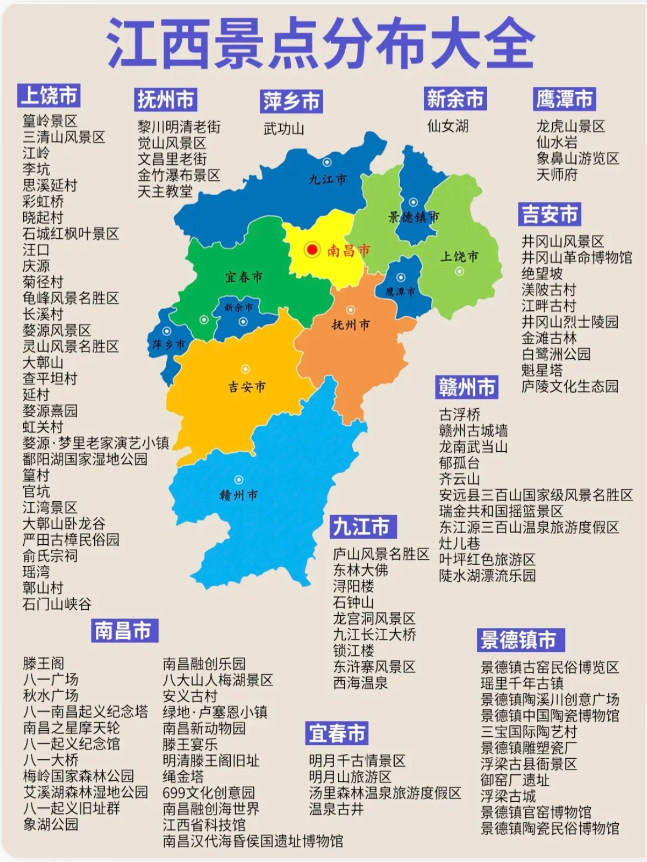 江西景点分布大全
上饶市
篁岭景区
三清山风景区
江岭
李坑
思溪延村
彩虹桥
晓起村
石城红枫叶景区
汪口
庆源
菊径村
龟峰风景名胜区
长溪村
婺源风景区
灵山风景名胜区
大鄣山
查平坦村
延村
婺源熹园
虹关村
婺源·梦里老家演艺小镇
鄱阳湖国家湿地公园
篁村
官坑
江湾景区
大鄣山卧龙谷
严田古樟民俗园
俞氏宗祠
瑶湾
鄣山村
石门山峡谷
抚州市
黎川明清老街
觉山风景区
文昌里老街
金竹瀑布景区
天主教堂
萍乡市
武功山
新余市
仙女湖
鹰潭市
龙虎山景区
仙水岩
象鼻山游览区
天师府
吉安市
井冈山风景区
井冈山革命博物馆
绝望坡
渼陂古村
江畔古村
井冈山烈士陵园
金滩古林
白鹭洲公园
魁星塔
庐陵文化生态园
九江市
景德镇市
南昌市
上饶市
宜春市
鹰潭市
新余市
抚州市
萍乡市
吉安市
赣州市
赣州市
古浮桥
赣州古城墙
龙南武当山
郁孤台
齐云山
安远县三百山国家级风景名胜区
瑞金共和国摇篮景区
东江源三百山温泉旅游度假区
灶儿巷
叶坪红色旅游区
陡水湖漂流乐园
九江市
庐山风景名胜区
东林大佛
浔阳楼
石钟山
龙宫洞风景区
九江长江大桥
锁江楼
东浒寨风景区
西海温泉
南昌市
滕王阁
八一广场
秋水广场
八一南昌起义纪念塔
南昌之星摩天轮
八一起义纪念馆
八一大桥
梅岭国家森林公园
艾溪湖森林湿地公园
八一起义旧址群
象湖公园
南昌融创乐园
八大山人梅湖景区
安义古村
绿地·卢塞恩小镇
南昌新动物园
滕王宴乐
明清滕王阁旧址
绳金塔
699文化创意园
南昌融创海世界
江西省科技馆
南昌汉代海昏侯国遗址博物馆
宜春市
明月千古情景区
明月山旅游区
汤里森林温泉旅游度假区
温泉古井
景德镇市
景德镇古窑民俗博览区
瑶里千年古镇
景德镇陶溪川创意广场
景德镇中国陶瓷博物馆
三宝国际陶艺村
景德镇雕塑瓷厂
浮梁古县衙景区
御窑厂遗址
浮梁古城
景德镇官窑博物馆
景德镇陶瓷民俗博物馆